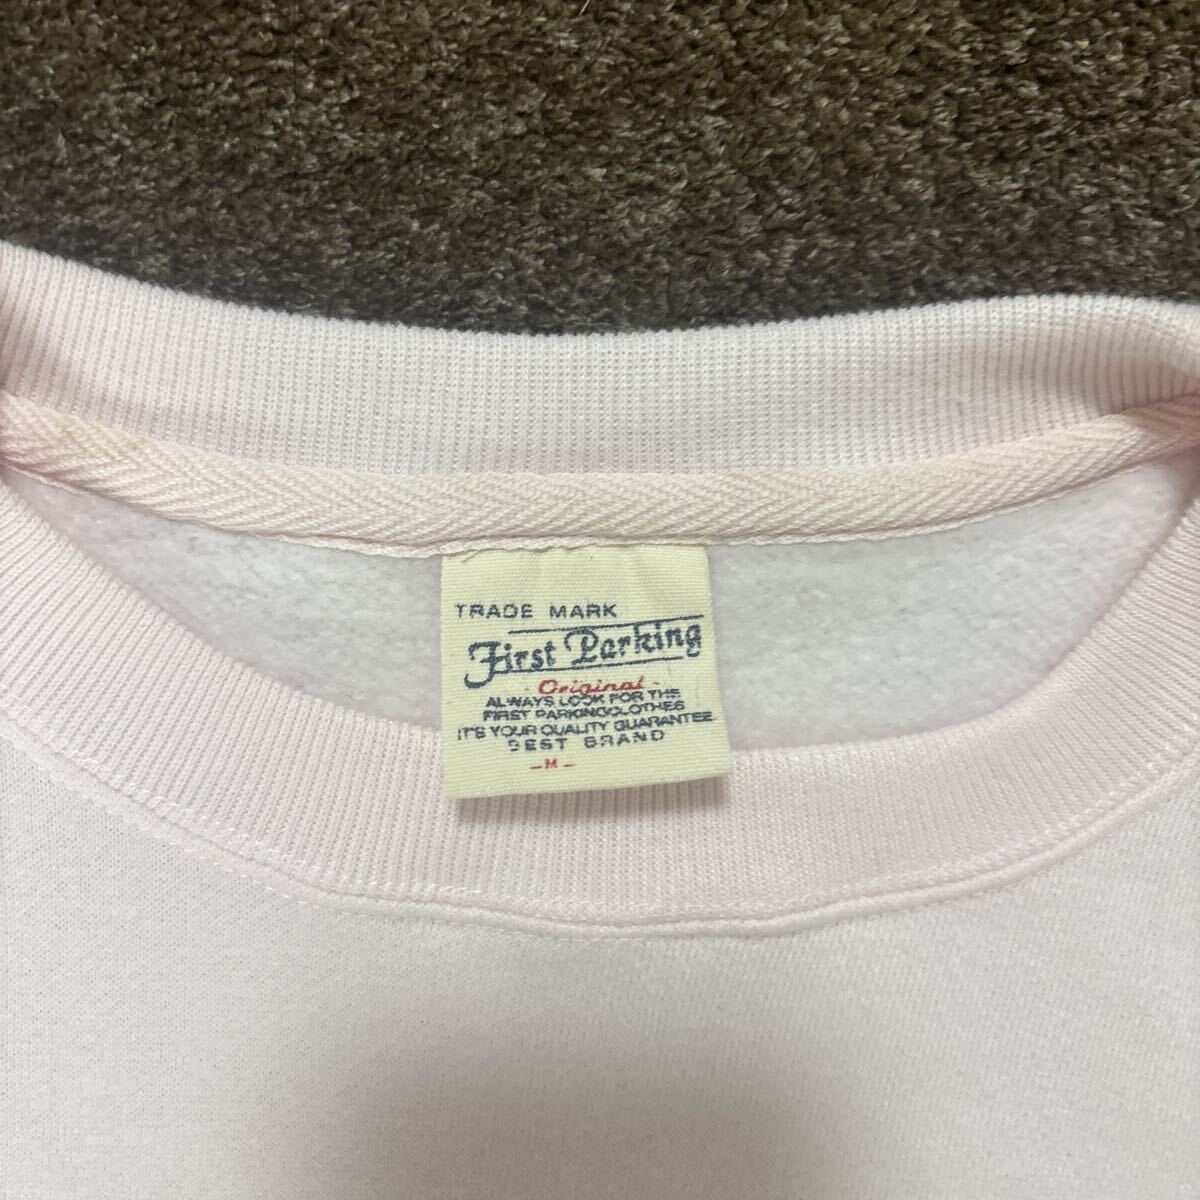 TRADE MARK
First Parking
- Original -
ALWAYS LOOK FOR THE
FIRST PARKINGCLOTHES
IT'S YOUR QUALITY GUARANTEE
BEST BRAND
- M -